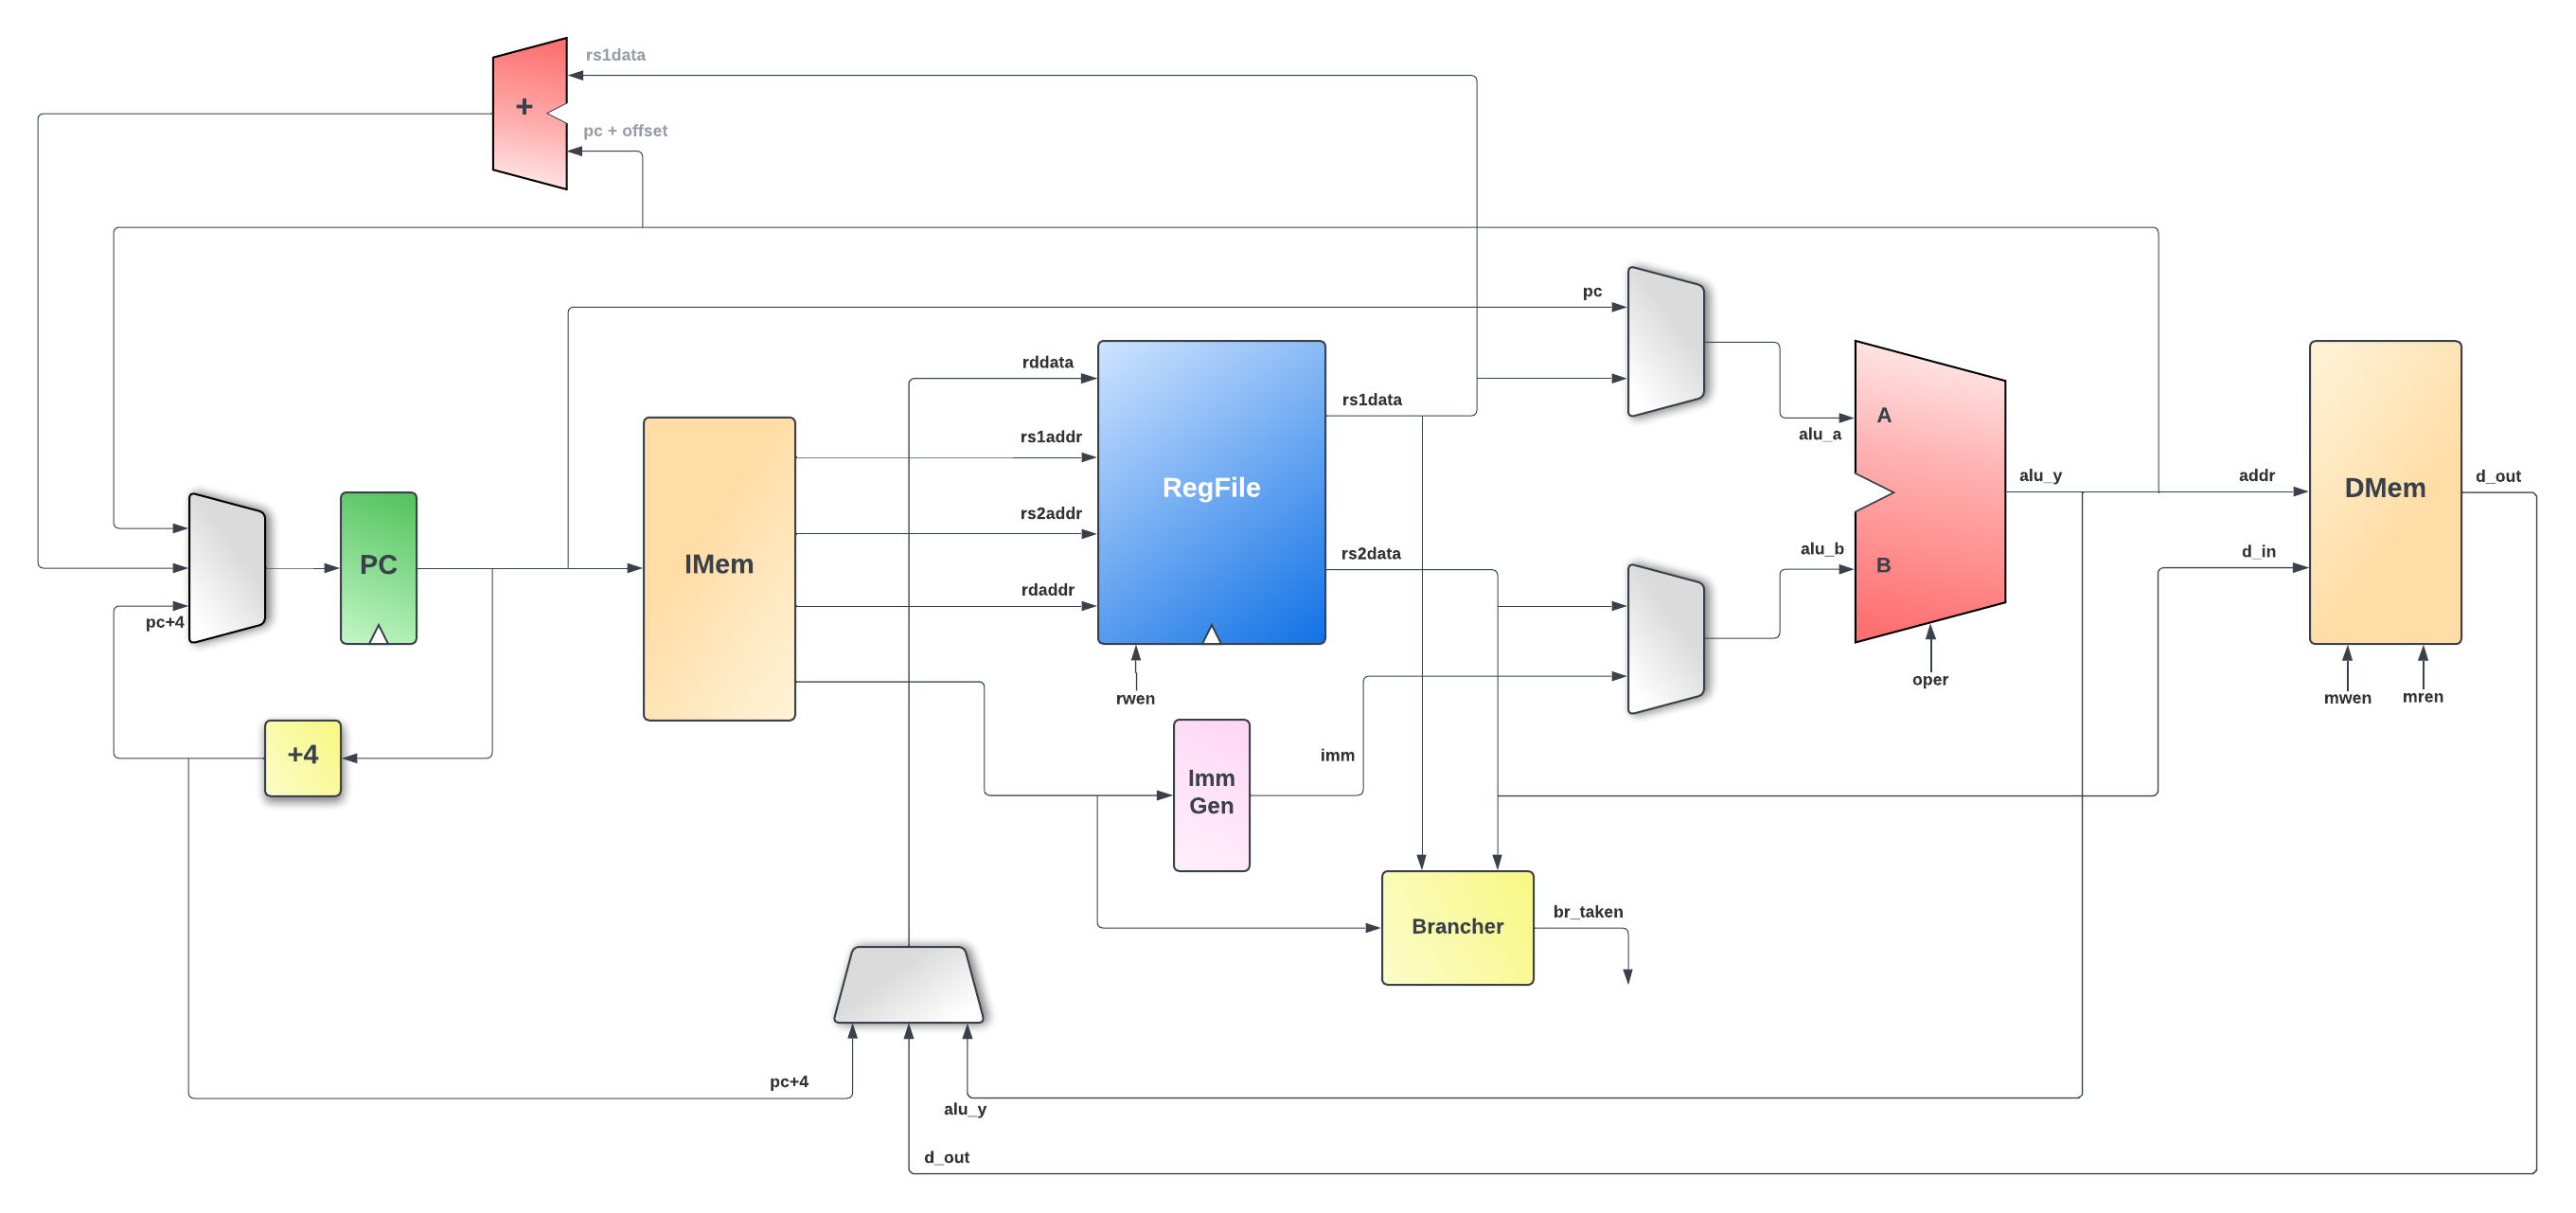 rs1data
+
pc + offset
pc
rddata
rs1data
rs1addr
A
alu_a
RegFile
alu_y
addr
DMem
d_out
rs2addr
IMem
PC
rs2data
alu_b
B
d_in
rdaddr
pc+4
oper
rwen
mwen
mren
+4
imm
Imm
Gen
Brancher
br_taken
pc+4
alu_y
d_out